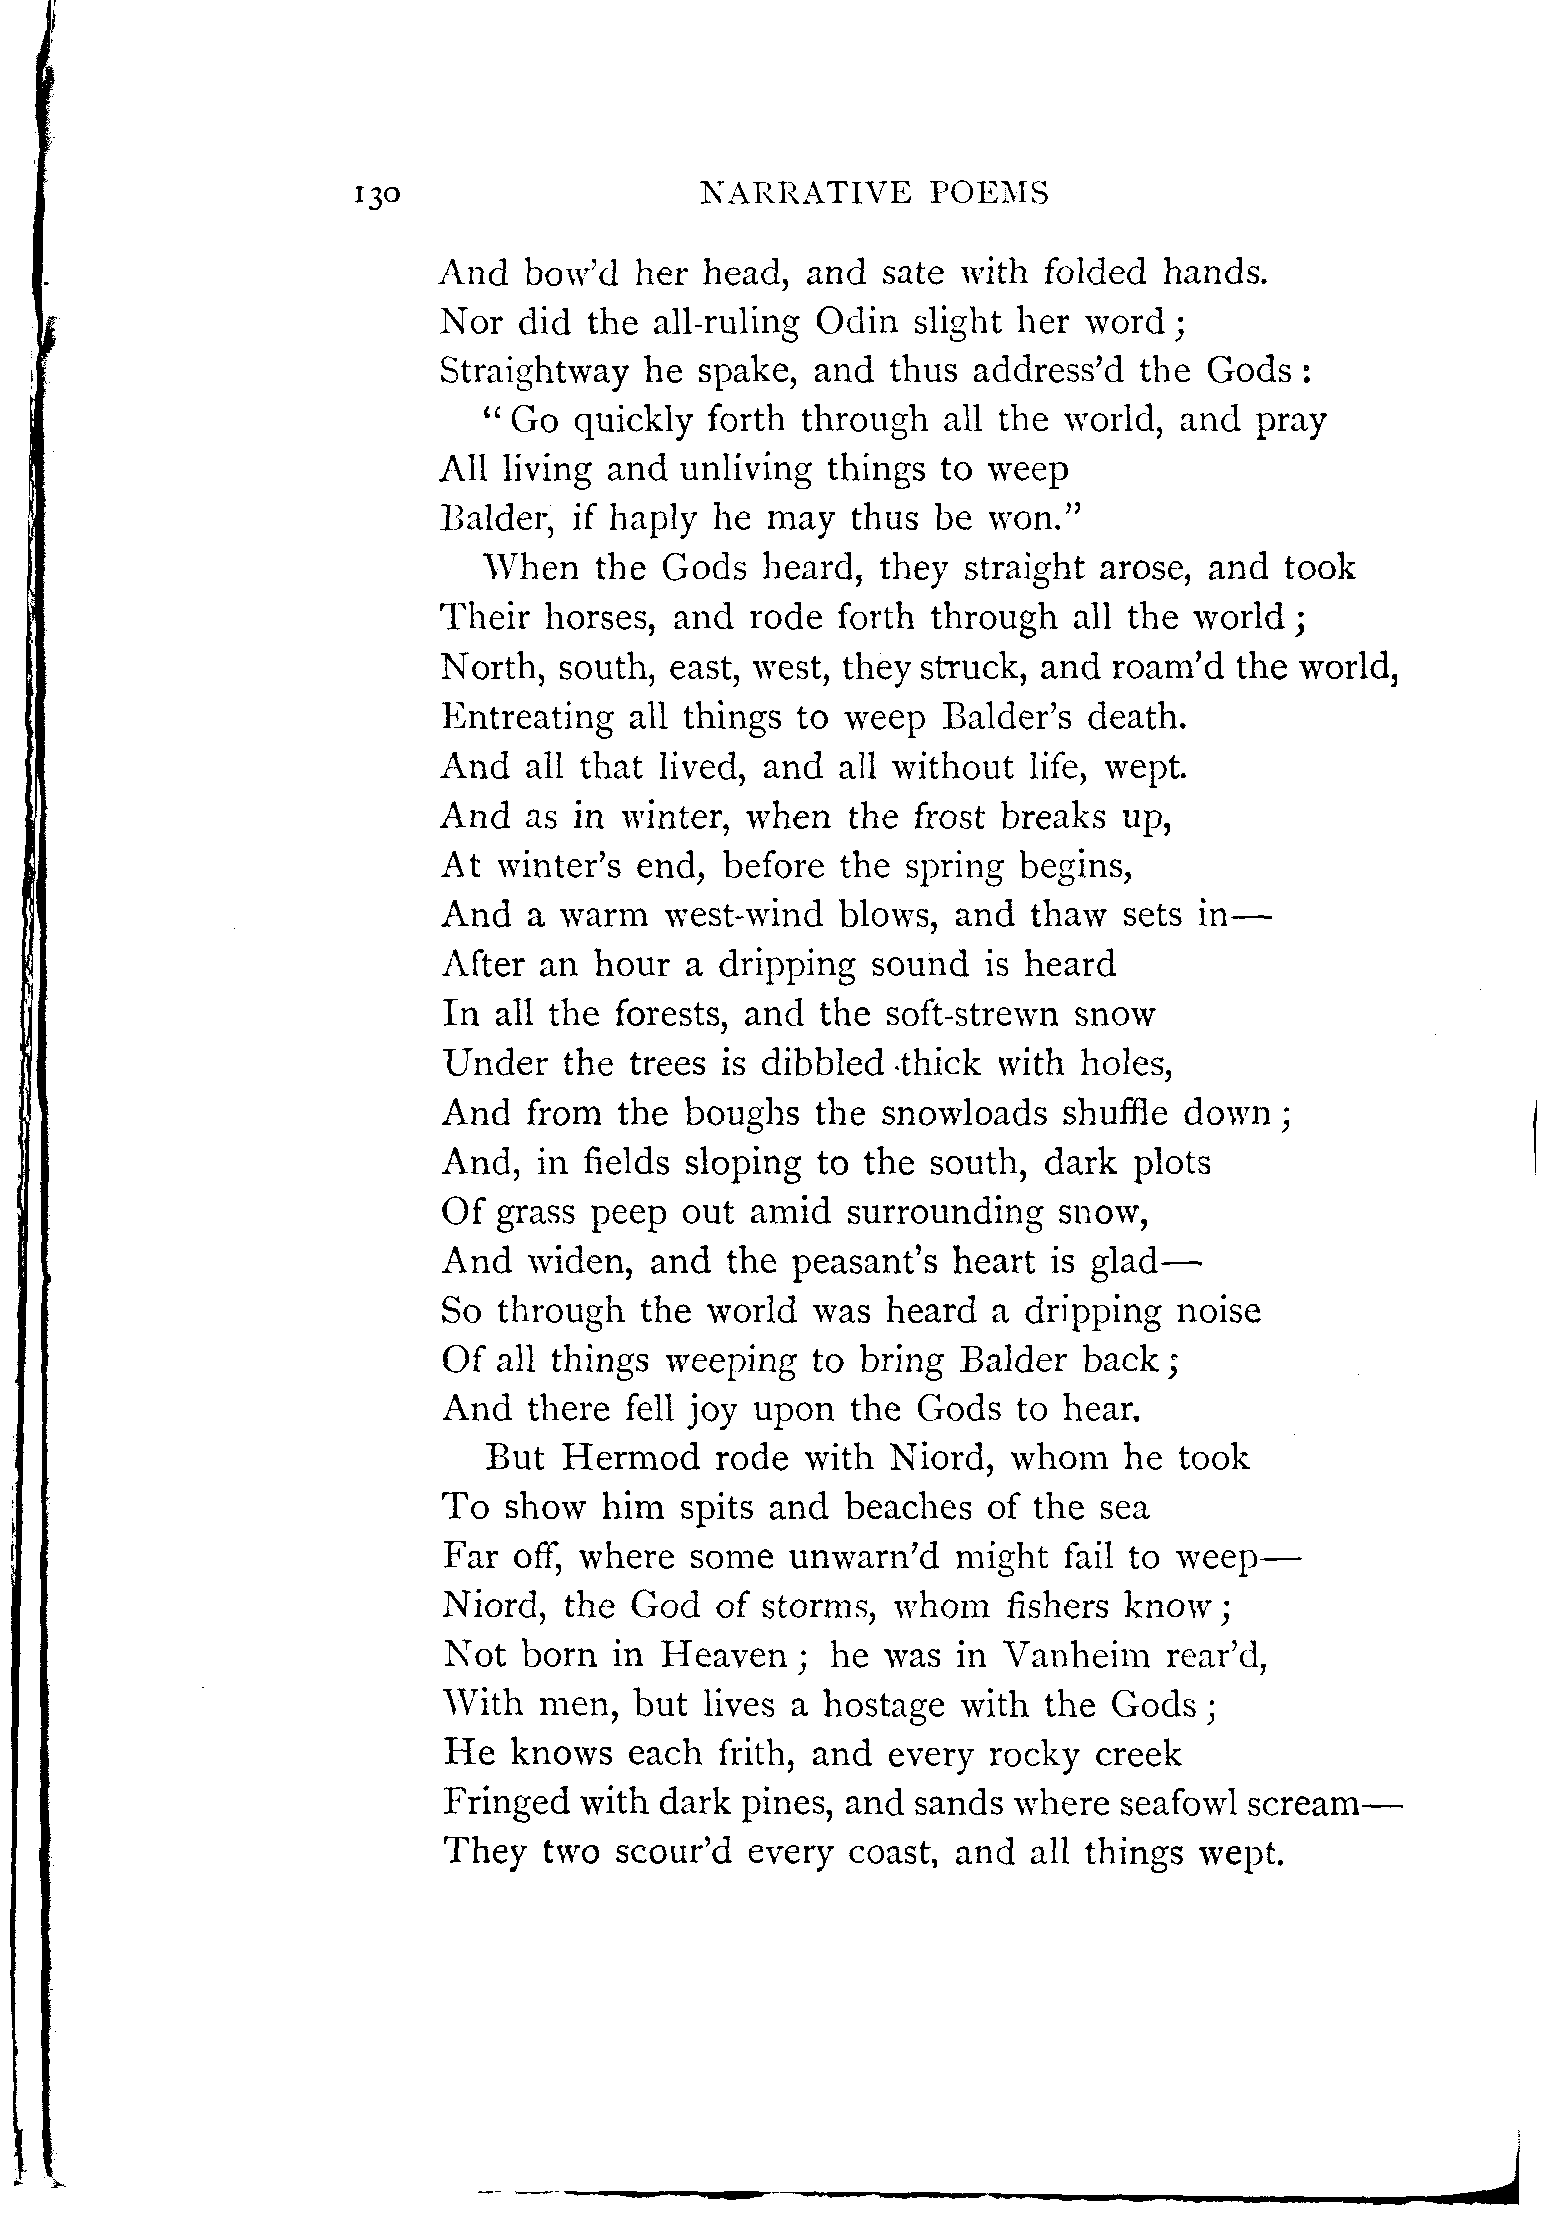 130 NARRATIVE POEMS
And bow'd her head, and sate with folded hands.
Nor did the all-ruling Odin slight her word ;
Straightway he spake, and thus address'd the Gods :
“ Go quickly forth through all the world, and pray
All living and unliving things to weep
Balder, if haply he may thus be won.”
When the Gods heard, they straight arose, and took
Their horses, and rode forth through all the world ;
North, south, east, west, they struck, and roam'd the world,
Entreating all things to weep Balder's death.
And all that lived, and all without life, wept.
And as in winter, when the frost breaks up,
At winter's end, before the spring begins,
And a warm west-wind blows, and thaw sets in—
After an hour a dripping sound is heard
In all the forests, and the soft-strewn snow
Under the trees is dibbled thick with holes,
And from the boughs the snowloads shuffle down ;
And, in fields sloping to the south, dark plots
Of grass peep out amid surrounding snow,
And widen, and the peasant's heart is glad—
So through the world was heard a dripping noise
Of all things weeping to bring Balder back ;
And there fell joy upon the Gods to hear.
But Hermod rode with Niord, whom he took
To show him spits and beaches of the sea
Far off, where some unwarn'd might fail to weep—
Niord, the God of storms, whom fishers know ;
Not born in Heaven ; he was in Vanheim rear'd,
With men, but lives a hostage with the Gods ;
He knows each frith, and every rocky creek
Fringed with dark pines, and sands where seafowl scream—
They two scour'd every coast, and all things wept.